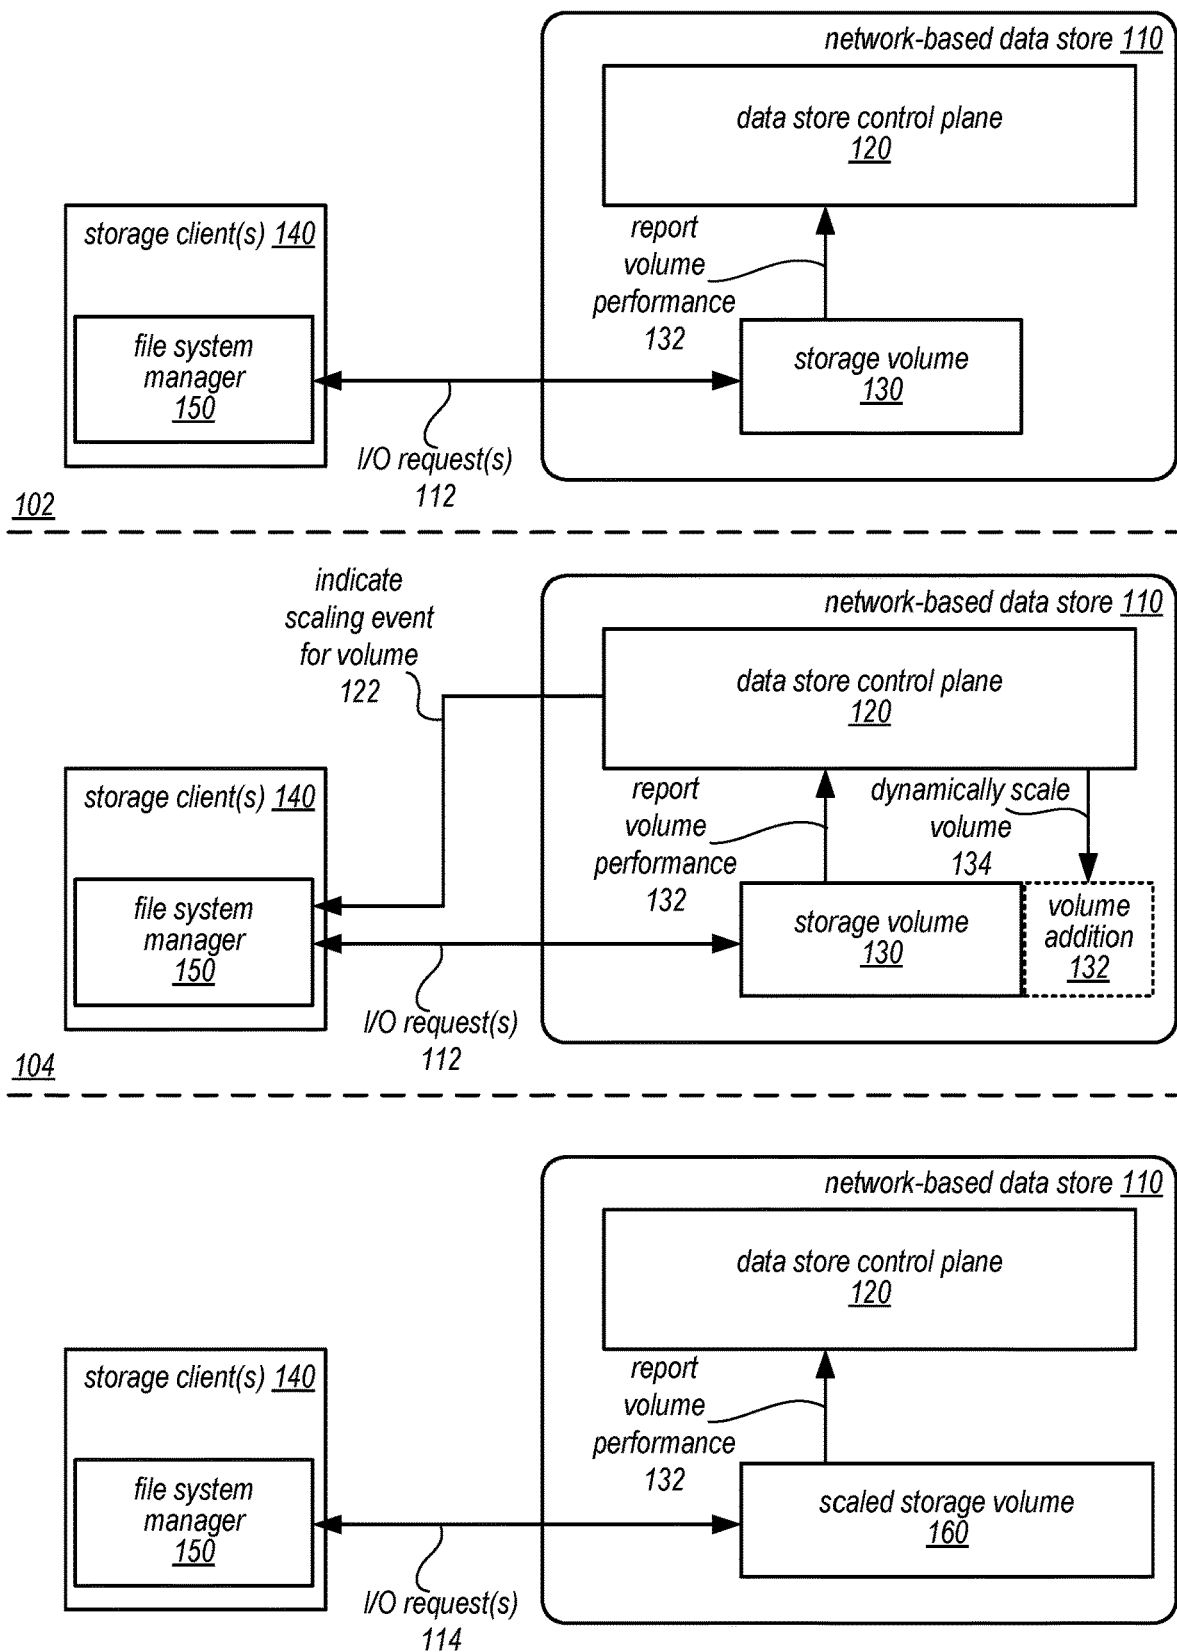 network-based data store 110
data store control plane
120
report
volume
performance
132
storage client(s) 140
file system
manager
150
storage volume
130
I/O request(s)
112
102
indicate
scaling event
for volume
122
network-based data store 110
data store control plane
120
report
volume
performance
132
dynamically scale
volume
134
storage client(s) 140
file system
manager
150
storage volume
130
volume
addition
132
I/O request(s)
112
104
network-based data store 110
data store control plane
120
report
volume
performance
132
storage client(s) 140
file system
manager
150
scaled storage volume
160
I/O request(s)
114